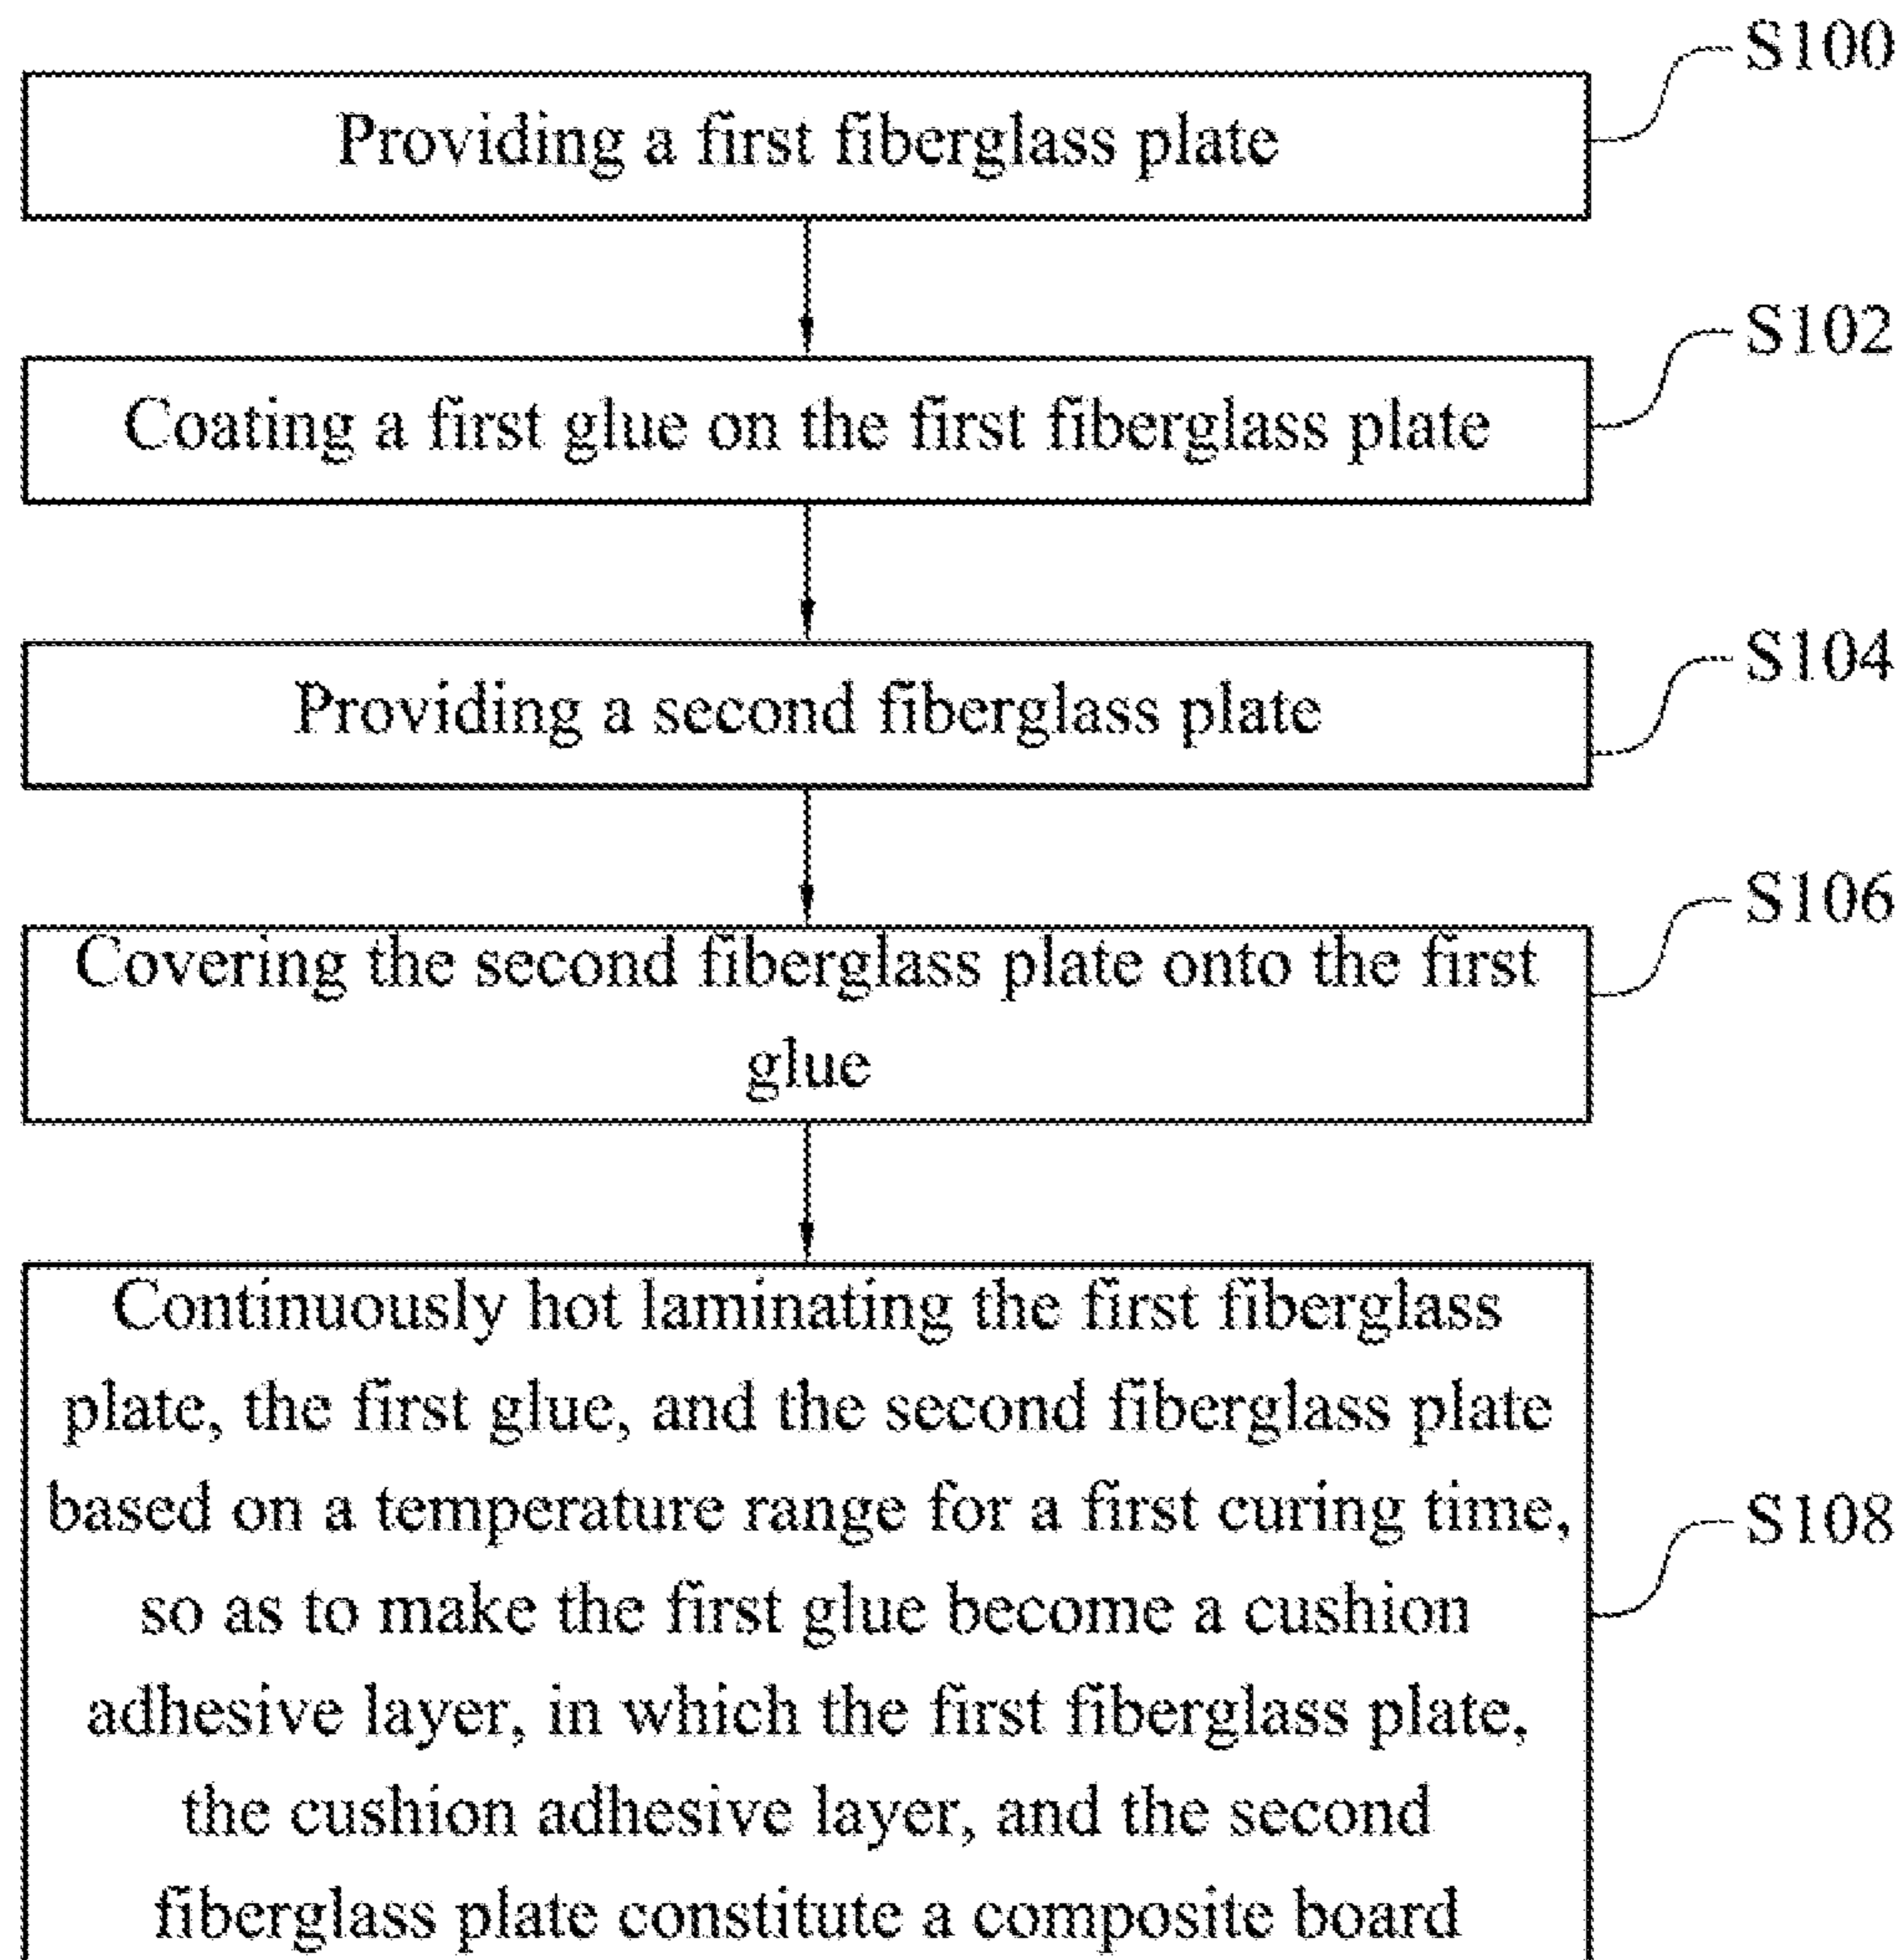 S100
Providing a first fiberglass plate
S102
Coating a first glue on the first fiberglass plate
S104
Providing a second fiberglass plate
S106
Covering the second fiberglass plate onto the first
glue
Continuously hot laminating the first fiberglass
plate, the first glue, and the second fiberglass plate
based on a temperature range for a first curing time,
S108
so as to make the first glue become a cushion
adhesive layer, in which the first fiberglass plate,
the cushion adhesive layer, and the second
fiberglass plate constitute a composite board